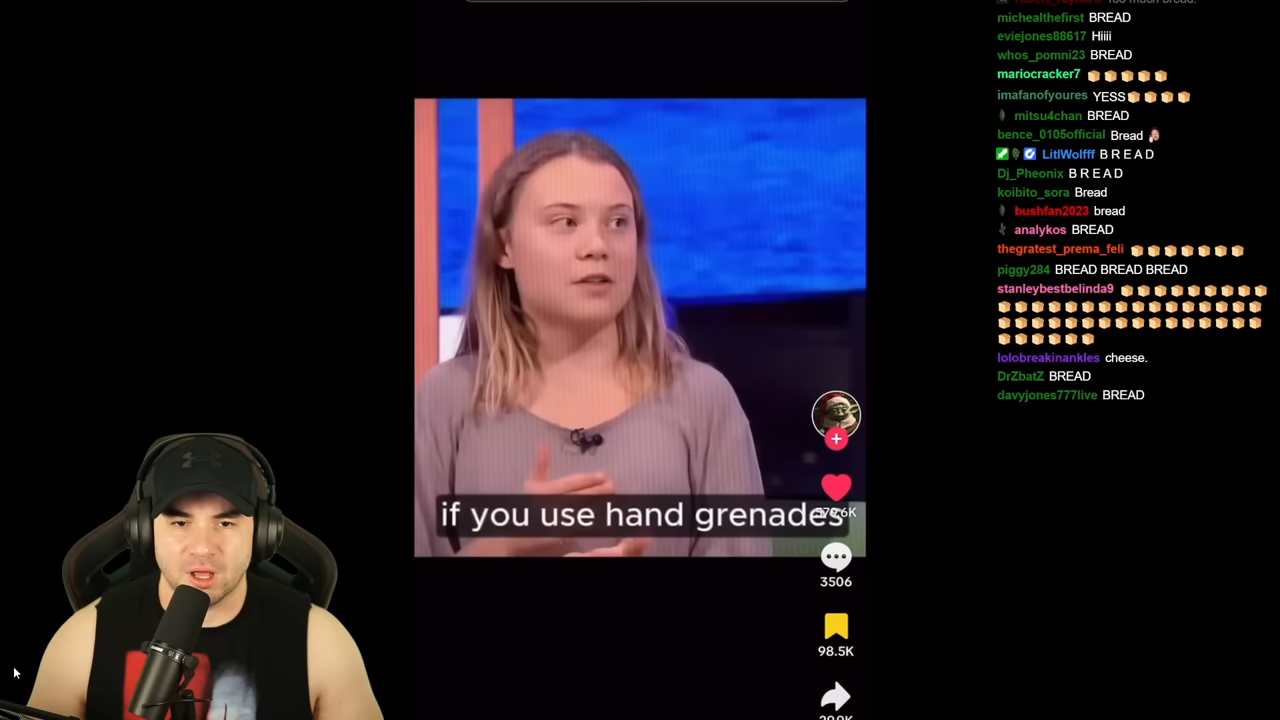 michealthefirst BREAD
eviejones88617 Hiiii
whos_pomni23 BREAD
mariocracker7 🍞 🍞 🍞 🍞 🍞
imafanofyoures YESS🍞 🍞 🍞 🍞
mitsu4chan BREAD
bence_0105official Bread
LitlWolfff B R E A D
Dj_Pheonix B R E A D
koibito_sora Bread
bushfan2023 bread
analykos BREAD
thegratest_prema_feli 🍞 🍞 🍞 🍞 🍞 🍞 🍞
piggy284 BREAD BREAD BREAD
stanleybestbelinda9
lolobreakinankles cheese.
DrZbatZ BREAD
davyjones777live BREAD
if you use hand grenades
3506
98.5K